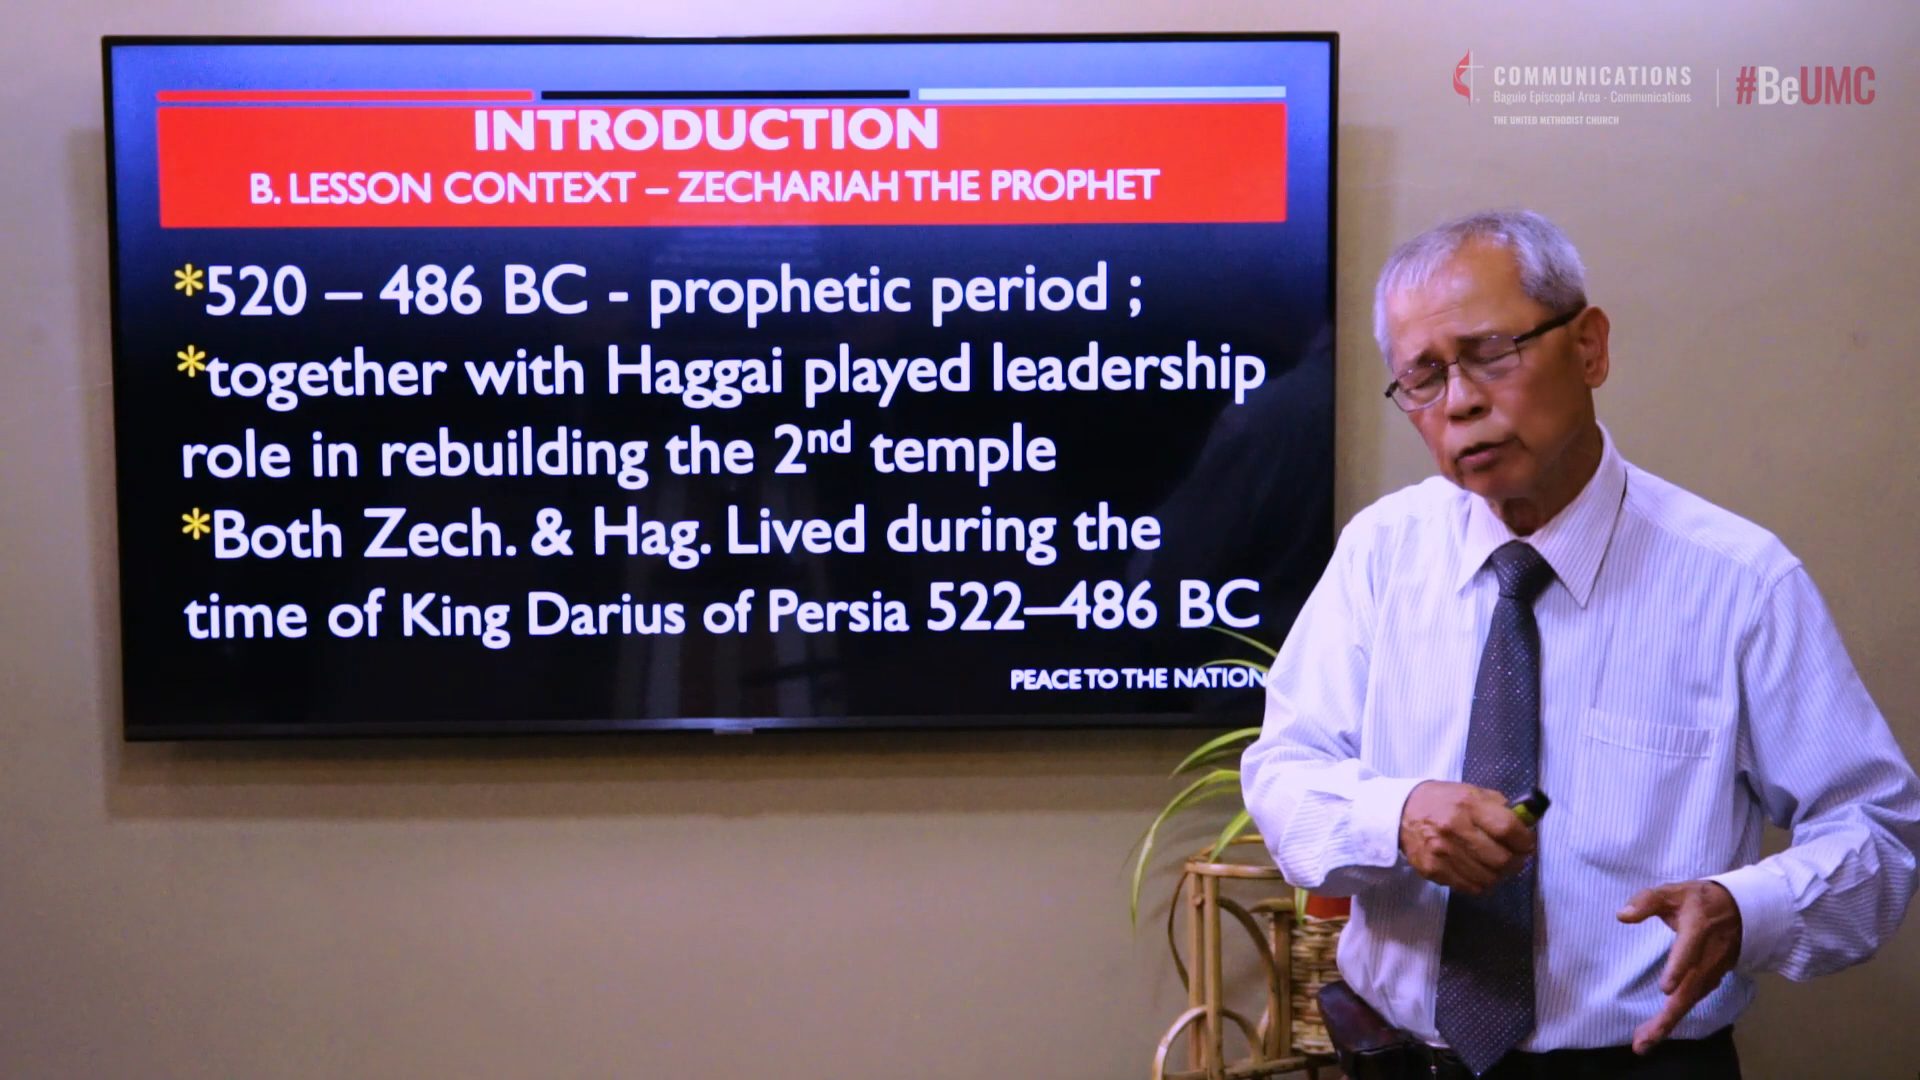 INTRODUCTION
B. LESSON CONTEXT – ZECHARIAH THE PROPHET
*520 – 486 BC - prophetic period ;
*together with Haggai played leadership
role in rebuilding the 2nd temple
*Both Zech. & Hag. Lived during the
time of King Darius of Persia 522–486 BC
PEACE TO THE NATION
COMMUNICATIONS
Baguio Episcopal Area - Communications
THE UNITED METHODIST CHURCH
#BeUMC